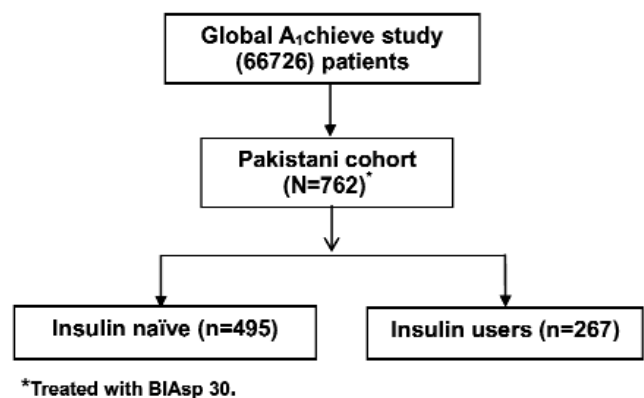 Global A₁chieve study
(66726) patients
Pakistani cohort
(N=762)*
Insulin naïve (n=495)
Insulin users (n=267)
*Treated with BIAsp 30.